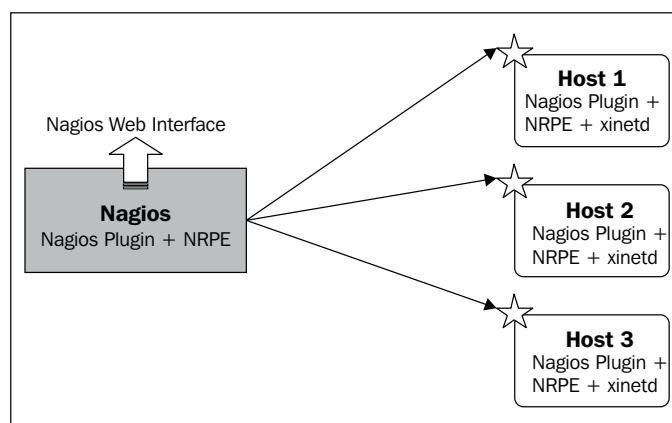 Nagios Web Interface
Nagios
Nagios Plugin + NRPE
Host 1
Nagios Plugin +
NRPE + xinetd
Host 2
Nagios Plugin +
NRPE + xinetd
Host 3
Nagios Plugin +
NRPE + xinetd